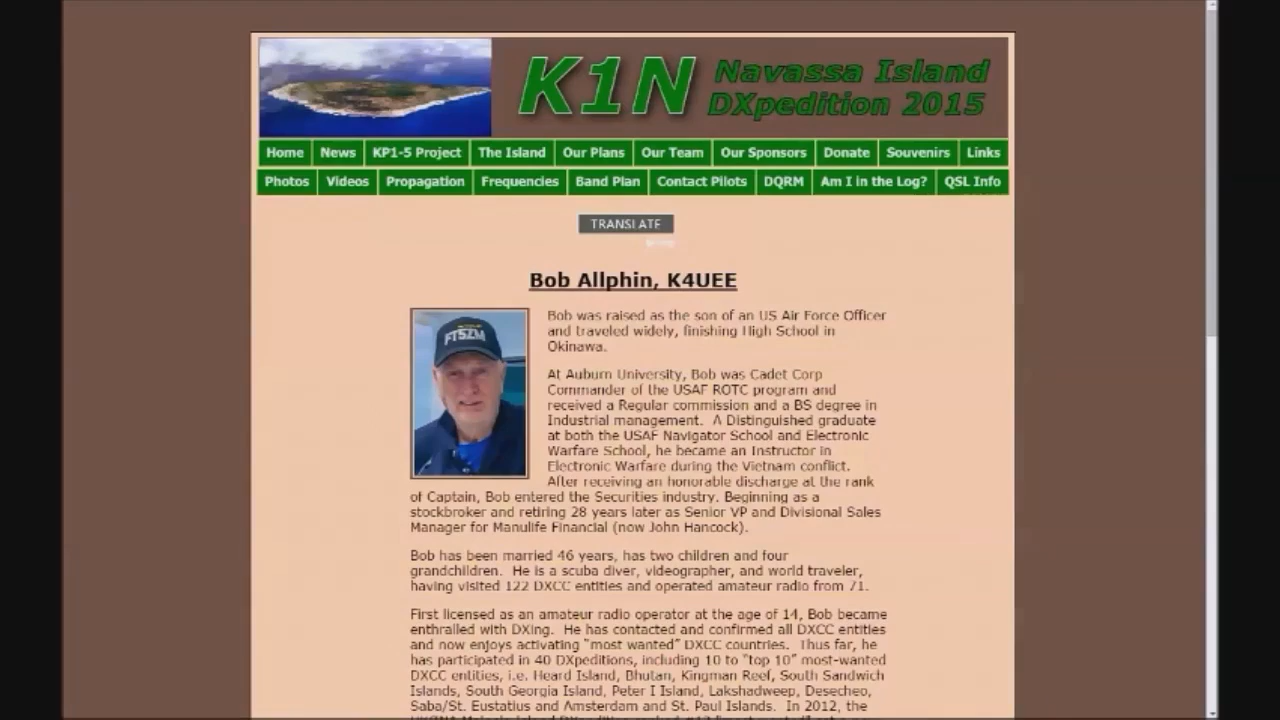 K1N
Navassa Island
DXpedition 2015
Home News KP1-5 Project The Island Our Plans Our Team Our Sponsors Donate Souvenirs Links
Photos Videos Propagation Frequencies Band Plan Contact Pilots DQRM Am I in the Log? QSL Info
TRANSLATE
Bob Allphin, K4UEE
FT5ZM
Bob was raised as the son of an US Air Force Officer
and traveled widely, finishing High School in
Okinawa.
At Auburn University, Bob was Cadet Corp
Commander of the USAF ROTC program and
received a Regular commission and a BS degree in
Industrial management. A Distinguished graduate
at both the USAF Navigator School and Electronic
Warfare School, he became an Instructor in
Electronic Warfare during the Vietnam conflict.
After receiving an honorable discharge at the rank
of Captain, Bob entered the Securities industry. Beginning as a
stockbroker and retiring 28 years later as Senior VP and Divisional Sales
Manager for Manulife Financial (now John Hancock).
Bob has been married 46 years, has two children and four
grandchildren. He is a scuba diver, videographer, and world traveler,
having visited 122 DXCC entities and operated amateur radio from 71.
First licensed as an amateur radio operator at the age of 14, Bob became
enthralled with DXing. He has contacted and confirmed all DXCC entities
and now enjoys activating "most wanted" DXCC countries. Thus far, he
has participated in 40 DXpeditions, including 10 to "top 10" most-wanted
DXCC entities, i.e. Heard Island, Bhutan, Kingman Reef, South Sandwich
Islands, South Georgia Island, Peter I Island, Lakshadweep, Desecheo,
Saba/St. Eustatius and Amsterdam and St. Paul Islands. In 2012, the